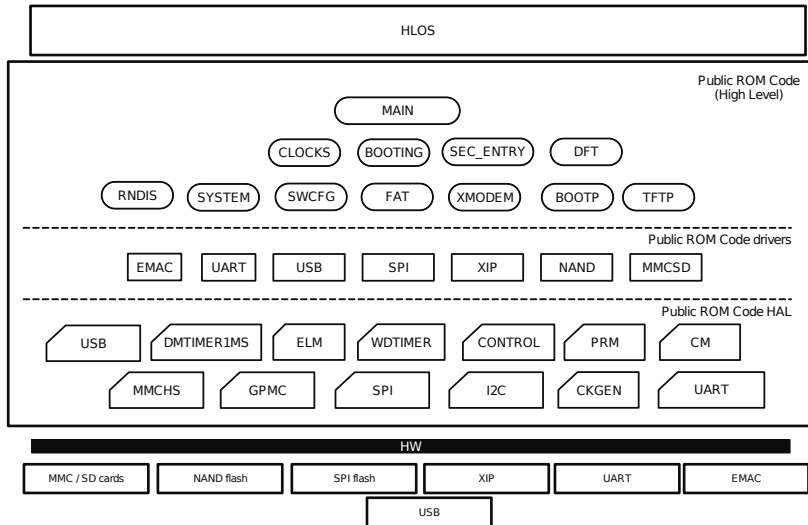 HLOS
Public ROM Code
(High Level)
MAIN
CLOCKS BOOTING SEC_ENTRY DFT
RNDIS SYSTEM SWCFG FAT XMODEM BOOTP TFTP
Public ROM Code drivers
EMAC UART USB SPI XIP NAND MMCSD
Public ROM Code HAL
USB DMTIMER1MS ELM WDTIMER CONTROL PRM CM
MMCHS GPMC SPI I2C CKGEN UART
HW
MMC / SD cards NAND flash SPI flash XIP UART EMAC
USB